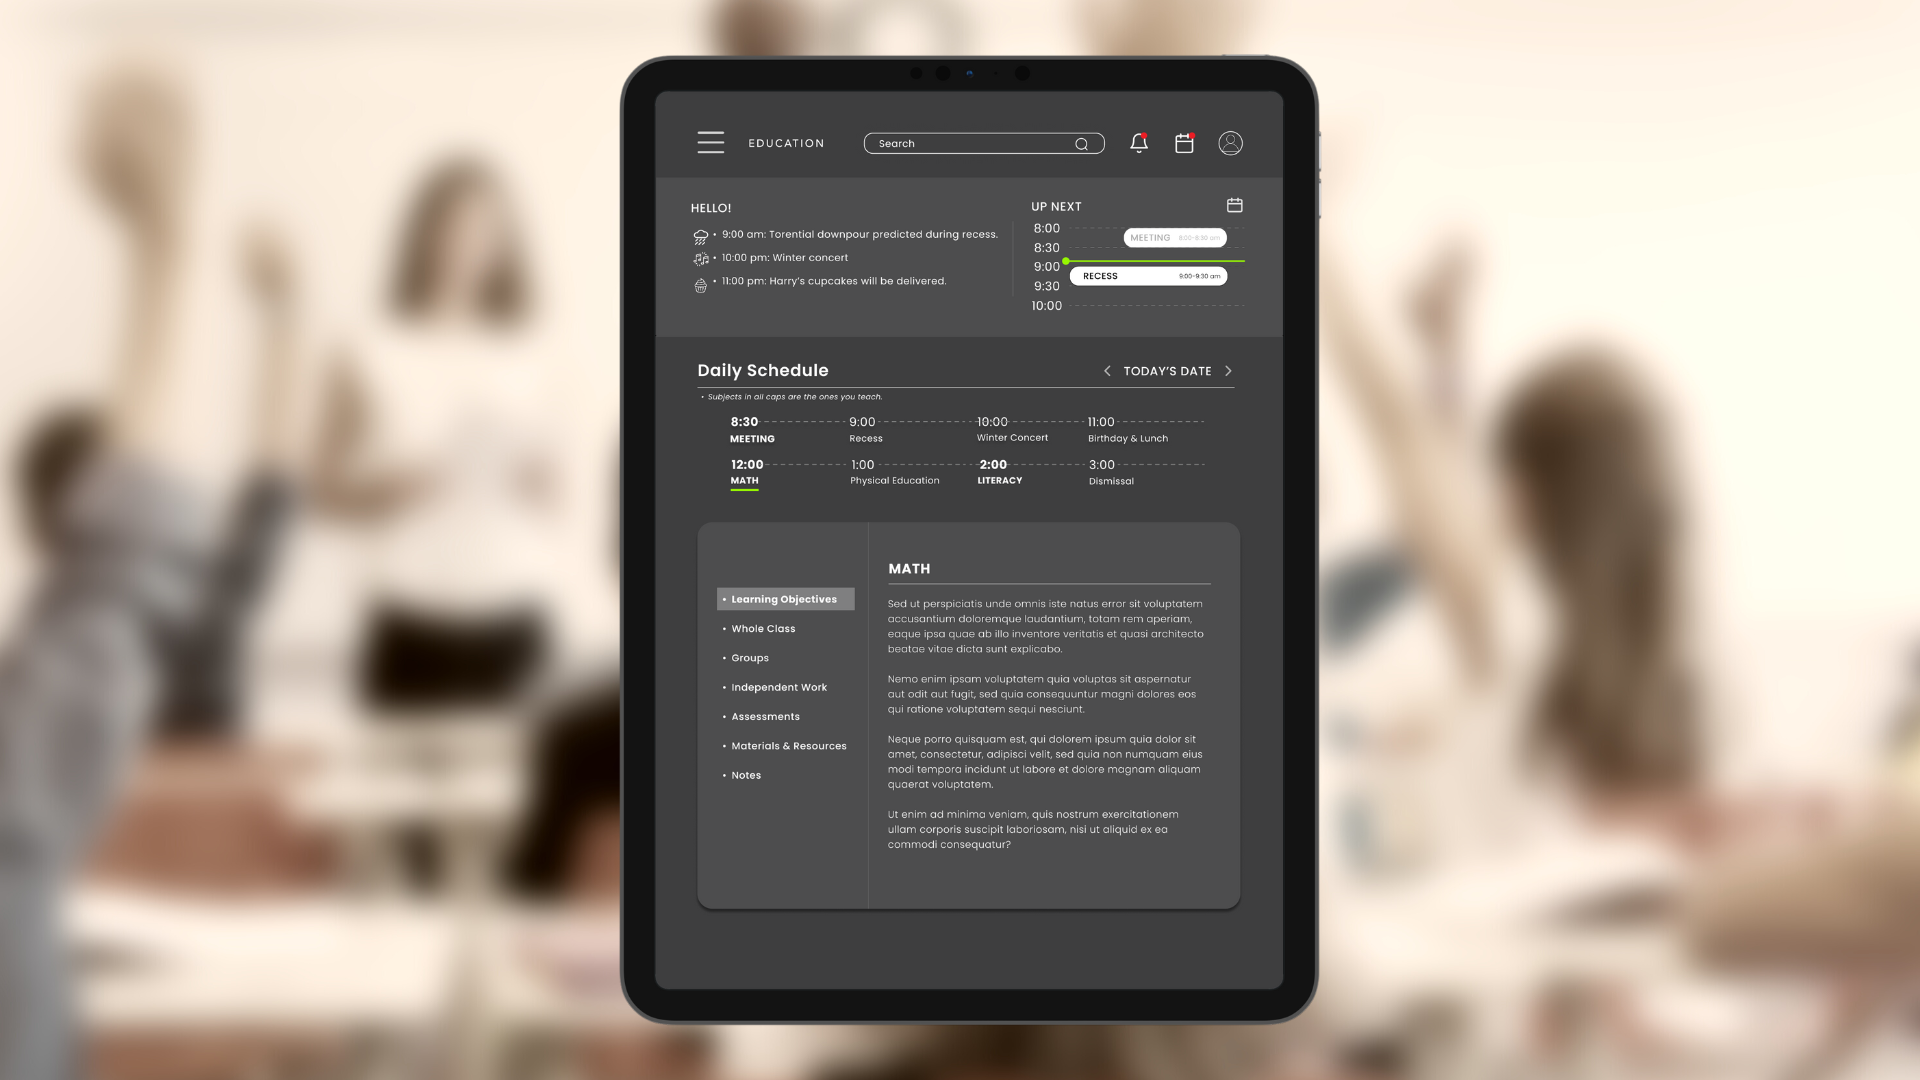 EDUCATION
Search
HELLO!
• 9:00 am: Torential downpour predicted during recess.
• 10:00 pm: Winter concert
• 11:00 pm: Harry's cupcakes will be delivered.
UP NEXT
8:00
MEETING 8:00-8:30 am
8:30
9:00
RECESS 9:00-9:30 am
9:30
10:00
Daily Schedule
TODAY'S DATE
• Subjects in all caps are the ones you teach.
8:30 9:00 10:00 11:00
MEETING Recess Winter Concert Birthday & Lunch
12:00 1:00 2:00 3:00
MATH Physical Education LITERACY Dismissal
• Learning Objectives
• Whole Class
• Groups
• Independent Work
• Assessments
• Materials & Resources
• Notes
MATH
Sed ut perspiciatis unde omnis iste natus error sit voluptatem
accusantium doloremque laudantium, totam rem aperiam,
eaque ipsa quae ab illo inventore veritatis et quasi architecto
beatae vitae dicta sunt explicabo.
Nemo enim ipsam voluptatem quia voluptas sit aspernatur
aut odit aut fugit, sed quia consequuntur magni dolores eos
qui ratione voluptatem sequi nesciunt.
Neque porro quisquam est, qui dolorem ipsum quia dolor sit
amet, consectetur, adipisci velit, sed quia non numquam eius
modi tempora incidunt ut labore et dolore magnam aliquam
quaerat voluptatem.
Ut enim ad minima veniam, quis nostrum exercitationem
ullam corporis suscipit laboriosam, nisi ut aliquid ex ea
commodi consequatur?